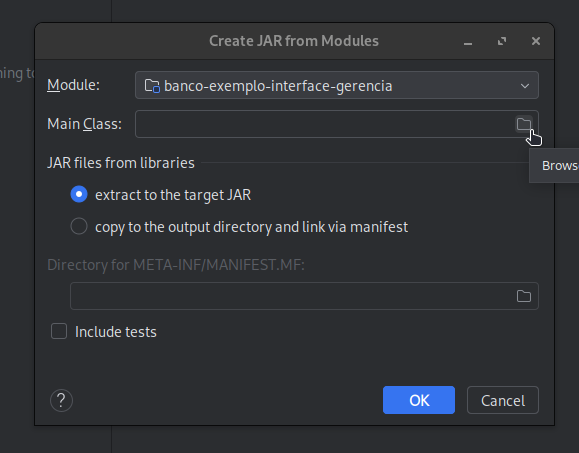 Create JAR from Modules
ning to
Module: banco-exemplo-interface-gerencia
Main Class:
Brows
JAR files from libraries
extract to the target JAR
copy to the output directory and link via manifest
Directory for META-INF/MANIFEST.MF:
Include tests
? OK Cancel